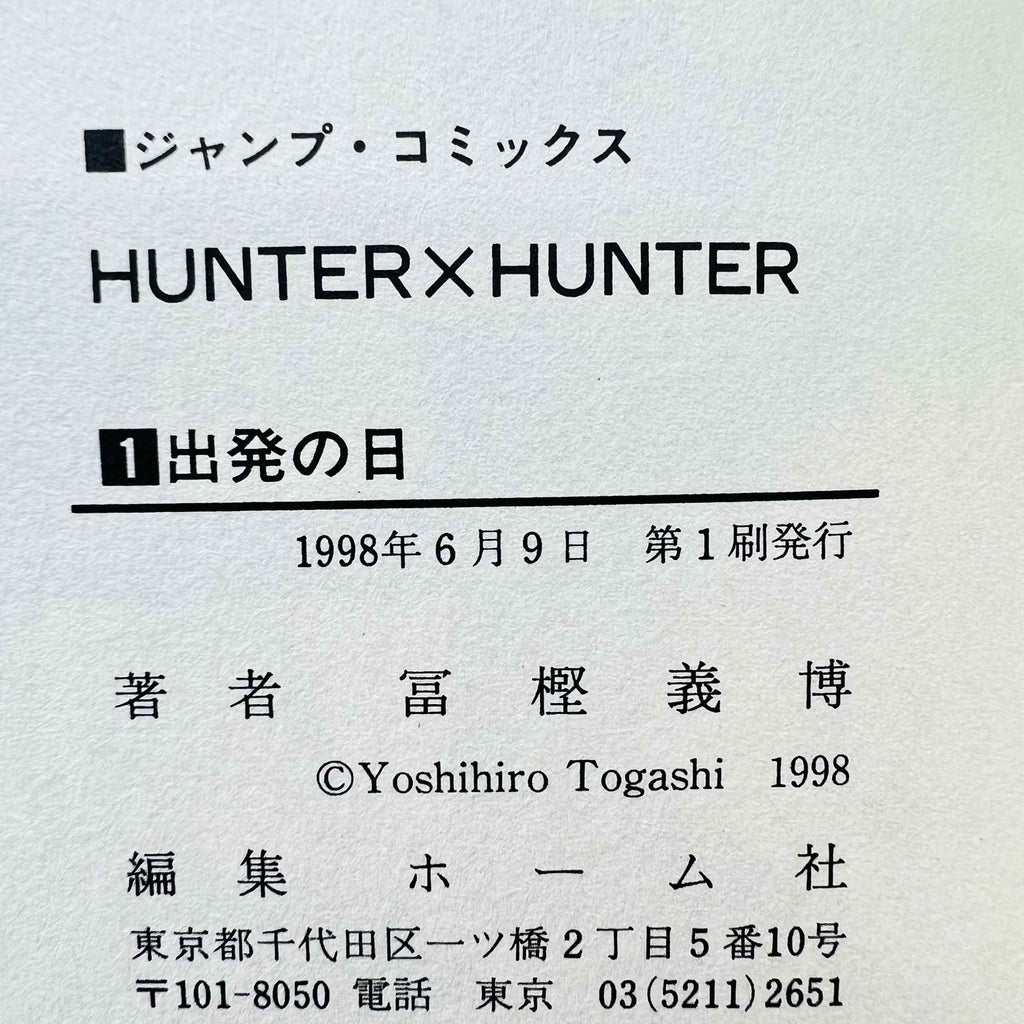 ■ジャンプ・コミックス
HUNTER×HUNTER
1出発の日
1998年6月9日 第1刷発行
著者 冨樫義博
©Yoshihiro Togashi 1998
編集 ホーム社
東京都千代田区一ツ橋2丁目5番10号
〒101-8050 電話 東京 03(5211)2651